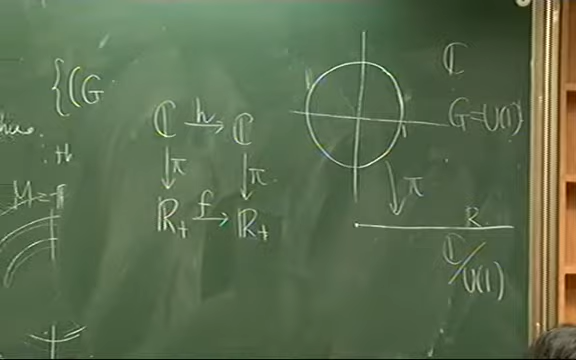 {(G
ℂ h→ ℂ
↓π ↓π
ℝ₊ f→ ℝ₊
ℂ
G=U(1)
↓π
R
ℂ/U(1)